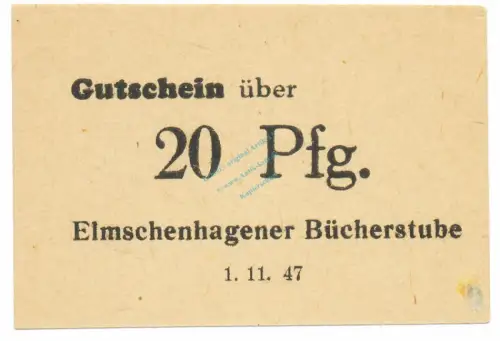 Gutschein über
20 Pfg.
Elmschenhagener Bücherstube
1. 11. 47